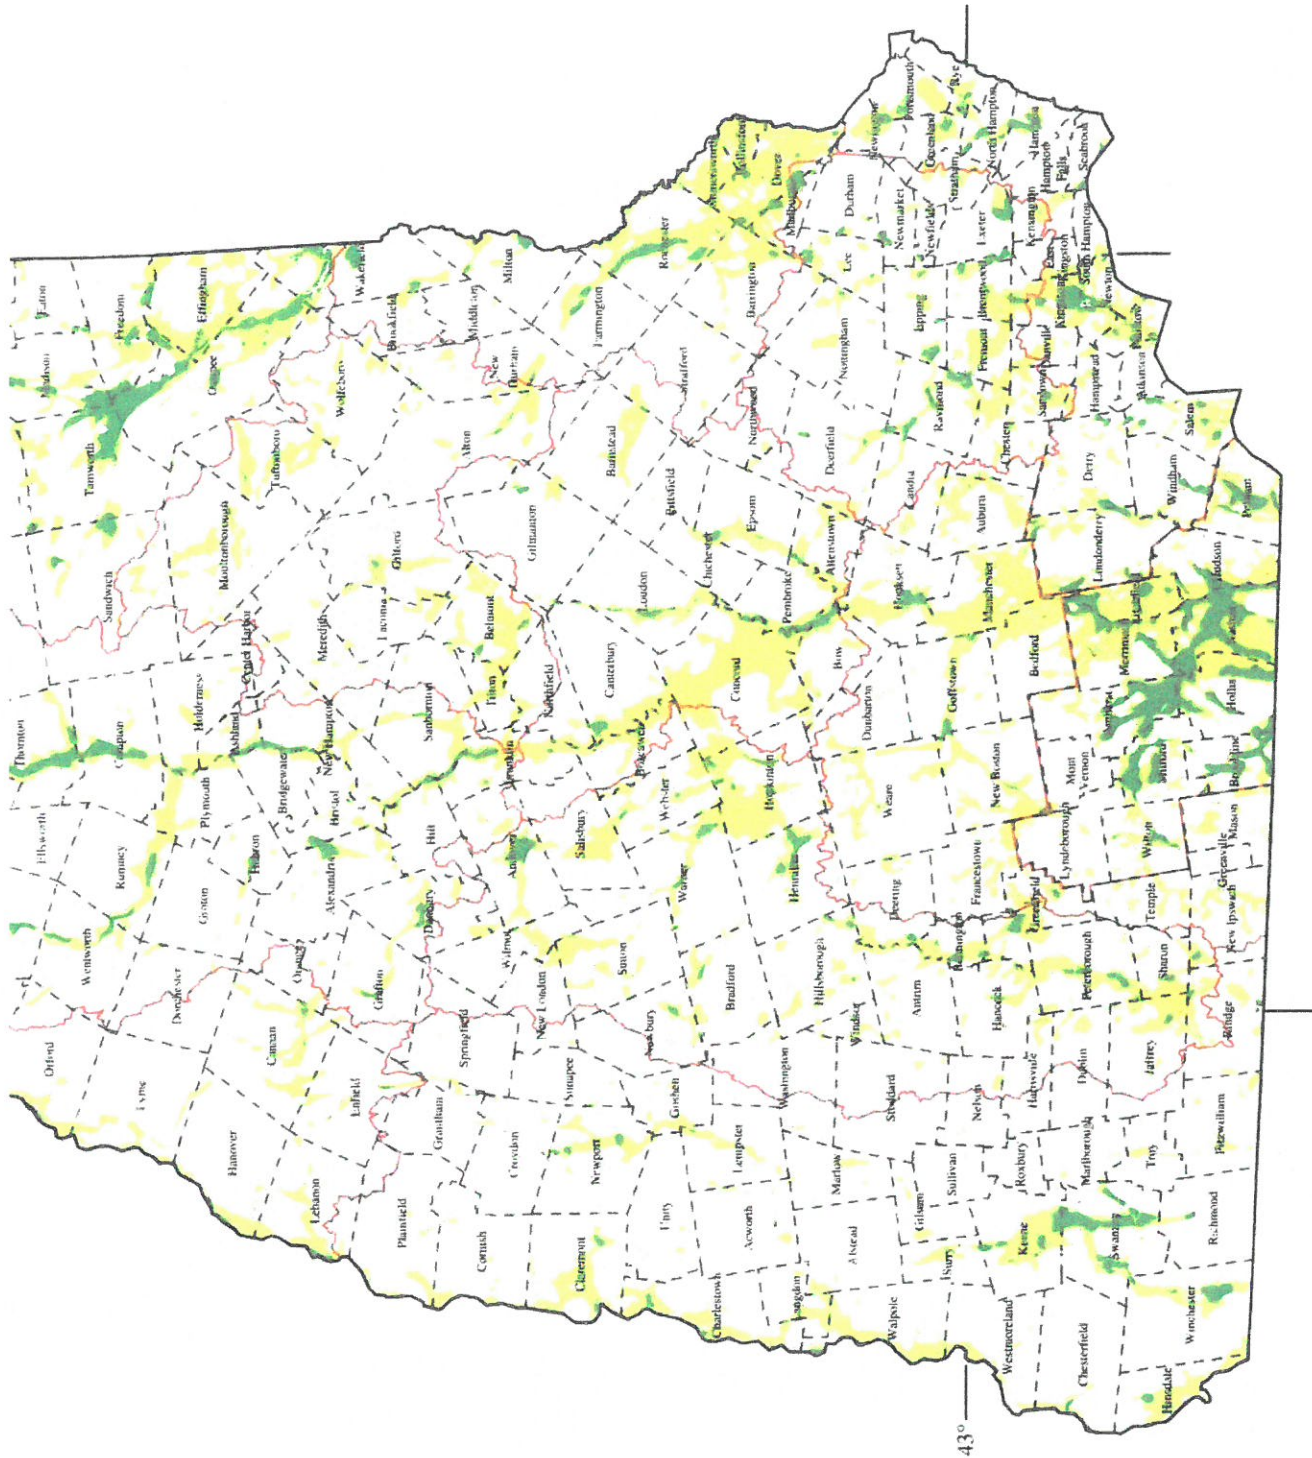 Eaton
Madison
Freedom
Effingham
Tamworth
Ossipee
Sandwich
Moultonborough
Tuftonboro
Wolfeboro
Wakefield
Brookfield
Thornton
Campton
Holderness
Center Harbor
Ashland
Meredith
Gilford
Laconia
Alton
New
Durham
Middleton
Milton
Farmington
Rochester
Ellsworth
Rumney
Plymouth
Bridgewater
New Hampton
Bristol
Sanbornton
Tilton
Belmont
Gilmanton
Barnstead
Strafford
Barrington
Somersworth
Rollinsford
Dover
Madbury
Wentworth
Groton
Hebron
Alexandria
Hill
Franklin
Northfield
Canterbury
Loudon
Pittsfield
Chichester
Epsom
Northwood
Nottingham
Deerfield
Lee
Durham
Newington
Portsmouth
Orford
Lyme
Dorchester
Orange
Canaan
Grafton
Danbury
Andover
Salisbury
Boscawen
Webster
Concord
Pembroke
Allenstown
Candia
Raymond
Epping
Newmarket
Newfields
Stratham
Greenland
Rye
Hanover
Lebanon
Enfield
Springfield
Wilmot
New London
Sutton
Warner
Hopkinton
Bow
Hooksett
Auburn
Chester
Fremont
Brentwood
Exeter
North Hampton
Plainfield
Grantham
Croydon
Sunapee
Newbury
Bradford
Henniker
Dunbarton
Goffstown
Manchester
Sandown
Danville
Kingston
East
Kingston
Kensington
Hampton
Hampton
Falls
Seabrook
South Hampton
Newton
Plaistow
Hampstead
Atkinson
Derry
Cornish
Claremont
Newport
Unity
Goshen
Lempster
Washington
Hillsborough
Windsor
Weare
Deering
New Boston
Bedford
Londonderry
Windham
Salem
Pelham
Charlestown
Acworth
Langdon
Marlow
Alstead
Stoddard
Antrim
Bennington
Francestown
Greenfield
Lyndeborough
Mont
Vernon
Amherst
Merrimack
Litchfield
Hudson
Walpole
Surry
Gilsum
Sullivan
Nelson
Hancock
Harrisville
Peterborough
Temple
Wilton
Milford
Hollis
Brookline
Mason
Greenville
New Ipswich
Sharon
Westmoreland
Keene
Roxbury
Marlborough
Dublin
Jaffrey
Rindge
Chesterfield
Swanzey
Troy
Fitzwilliam
Hinsdale
Winchester
Richmond
43°